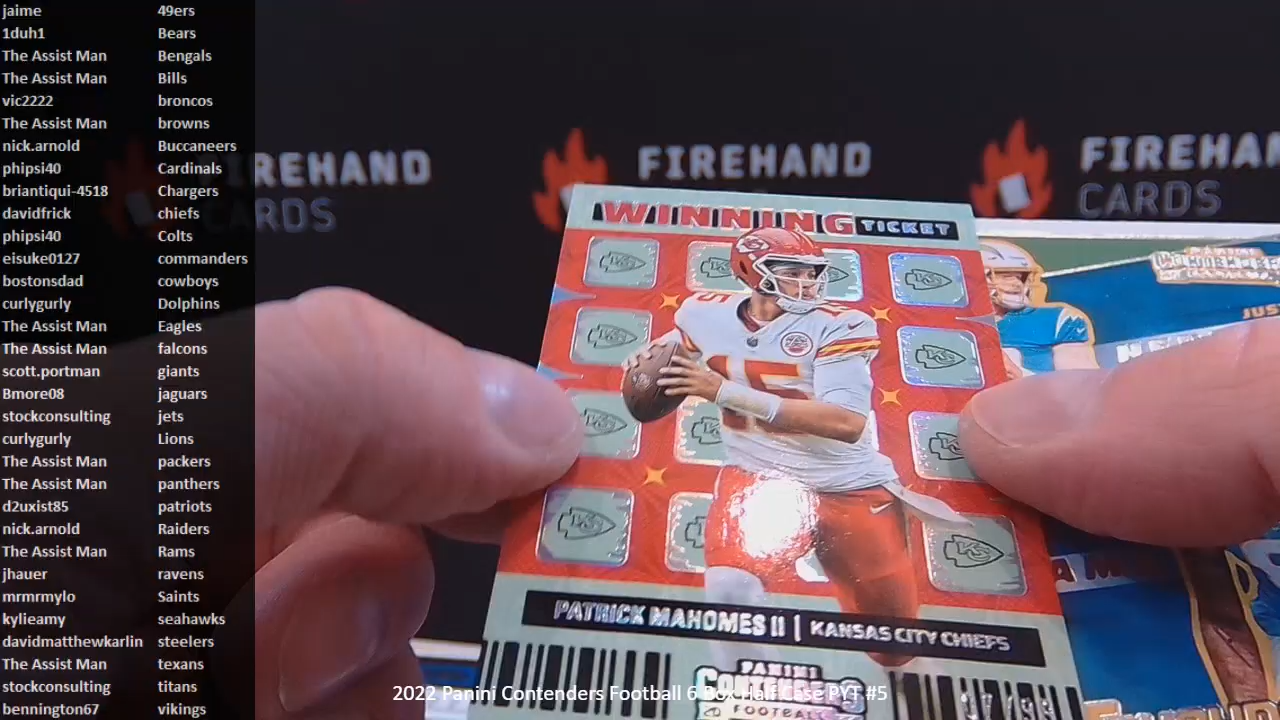 jaime 49ers
1duh1 Bears
The Assist Man Bengals
The Assist Man Bills
vic2222 broncos
The Assist Man browns
nick.arnold Buccaneers
phipsi40 Cardinals
briantiqui-4518 Chargers
davidfrick chiefs
phipsi40 Colts
eisuke0127 commanders
bostonsdad cowboys
curlygurly Dolphins
The Assist Man Eagles
The Assist Man falcons
scott.portman giants
Bmore08 jaguars
stockconsulting jets
curlygurly Lions
The Assist Man packers
The Assist Man panthers
d2uxist85 patriots
nick.arnold Raiders
The Assist Man Rams
jhauer ravens
mrmrmylo Saints
kylieamy seahawks
davidmatthewkarlin steelers
The Assist Man texans
stockconsulting titans
bennington67 vikings
FIREHAND
CARDS
FIREHAND
FIREHAN
CARDS
WINNING TICKET
15
PATRICK MAHOMES II | KANSAS CITY CHIEFS
PANINI
CONTENDERS
FOOTBALL
JUS
HER
2022 Panini Contenders Football 6 Box Half Case PYT #5